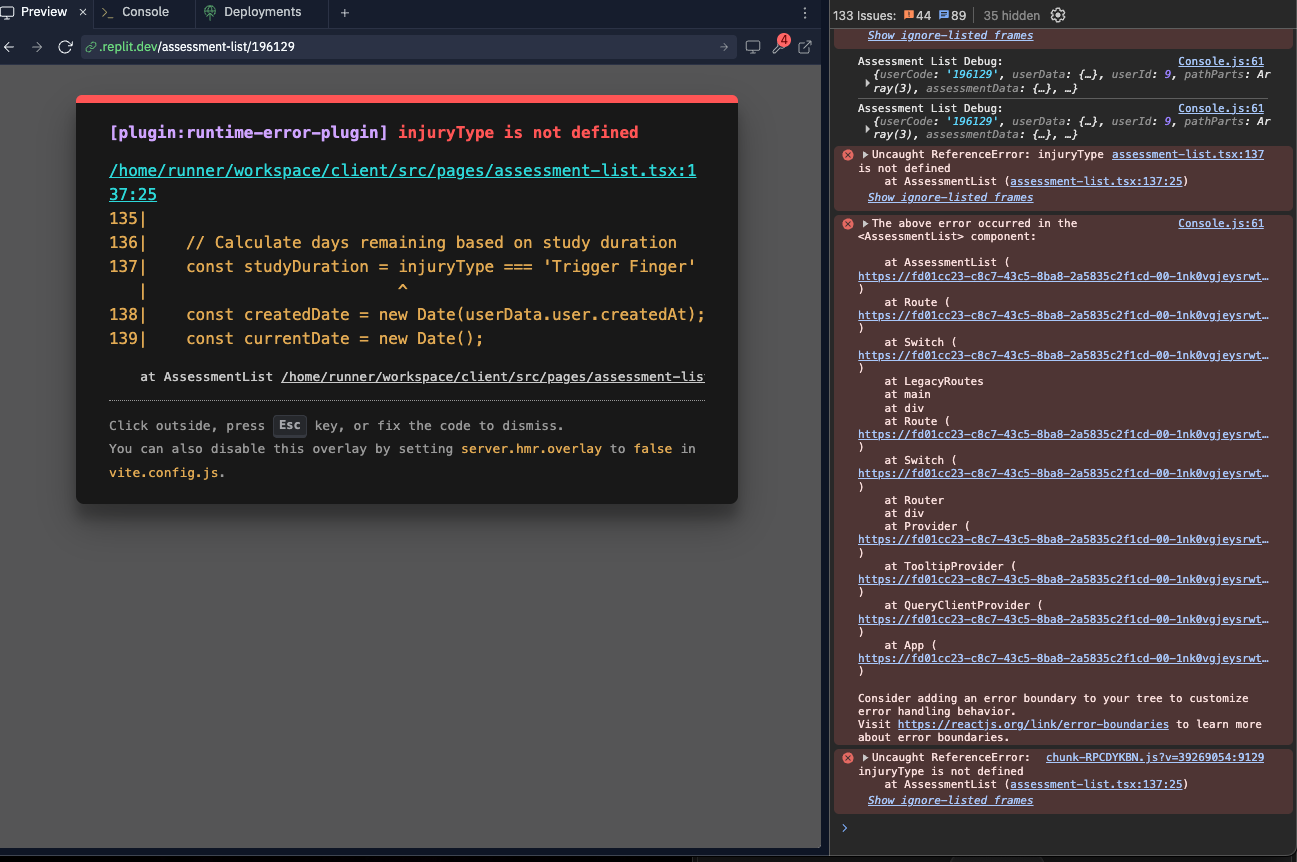 Preview × >_ Console Deployments +
.replit.dev/assessment-list/196129
4
[plugin:runtime-error-plugin] injuryType is not defined
/home/runner/workspace/client/src/pages/assessment-list.tsx:1
37:25
135|
136|    // Calculate days remaining based on study duration
137|    const studyDuration = injuryType === 'Trigger Finger'
   |                          ^
138|    const createdDate = new Date(userData.user.createdAt);
139|    const currentDate = new Date();
at AssessmentList /home/runner/workspace/client/src/pages/assessment-lis
Click outside, press Esc key, or fix the code to dismiss.
You can also disable this overlay by setting server.hmr.overlay to false in
vite.config.js.
133 Issues: 44 89 35 hidden
Show ignore-listed frames
Assessment List Debug: Console.js:61
{userCode: '196129', userData: {…}, userId: 9, pathParts: Ar
ray(3), assessmentData: {…}, …}
Assessment List Debug: Console.js:61
{userCode: '196129', userData: {…}, userId: 9, pathParts: Ar
ray(3), assessmentData: {…}, …}
Uncaught ReferenceError: injuryType assessment-list.tsx:137
is not defined
at AssessmentList (assessment-list.tsx:137:25)
Show ignore-listed frames
The above error occurred in the Console.js:61
<AssessmentList> component:
at AssessmentList (
https://fd01cc23-c8c7-43c5-8ba8-2a5835c2f1cd-00-1nk0vgjeysrwt…
)
at Route (
https://fd01cc23-c8c7-43c5-8ba8-2a5835c2f1cd-00-1nk0vgjeysrwt…
)
at Switch (
https://fd01cc23-c8c7-43c5-8ba8-2a5835c2f1cd-00-1nk0vgjeysrwt…
)
at LegacyRoutes
at main
at div
at Route (
https://fd01cc23-c8c7-43c5-8ba8-2a5835c2f1cd-00-1nk0vgjeysrwt…
)
at Switch (
https://fd01cc23-c8c7-43c5-8ba8-2a5835c2f1cd-00-1nk0vgjeysrwt…
)
at Router
at div
at Provider (
https://fd01cc23-c8c7-43c5-8ba8-2a5835c2f1cd-00-1nk0vgjeysrwt…
)
at TooltipProvider (
https://fd01cc23-c8c7-43c5-8ba8-2a5835c2f1cd-00-1nk0vgjeysrwt…
)
at QueryClientProvider (
https://fd01cc23-c8c7-43c5-8ba8-2a5835c2f1cd-00-1nk0vgjeysrwt…
)
at App (
https://fd01cc23-c8c7-43c5-8ba8-2a5835c2f1cd-00-1nk0vgjeysrwt…
)
Consider adding an error boundary to your tree to customize
error handling behavior.
Visit https://reactjs.org/link/error-boundaries to learn more
about error boundaries.
Uncaught ReferenceError: chunk-RPCDYKBN.js?v=39269054:9129
injuryType is not defined
at AssessmentList (assessment-list.tsx:137:25)
Show ignore-listed frames